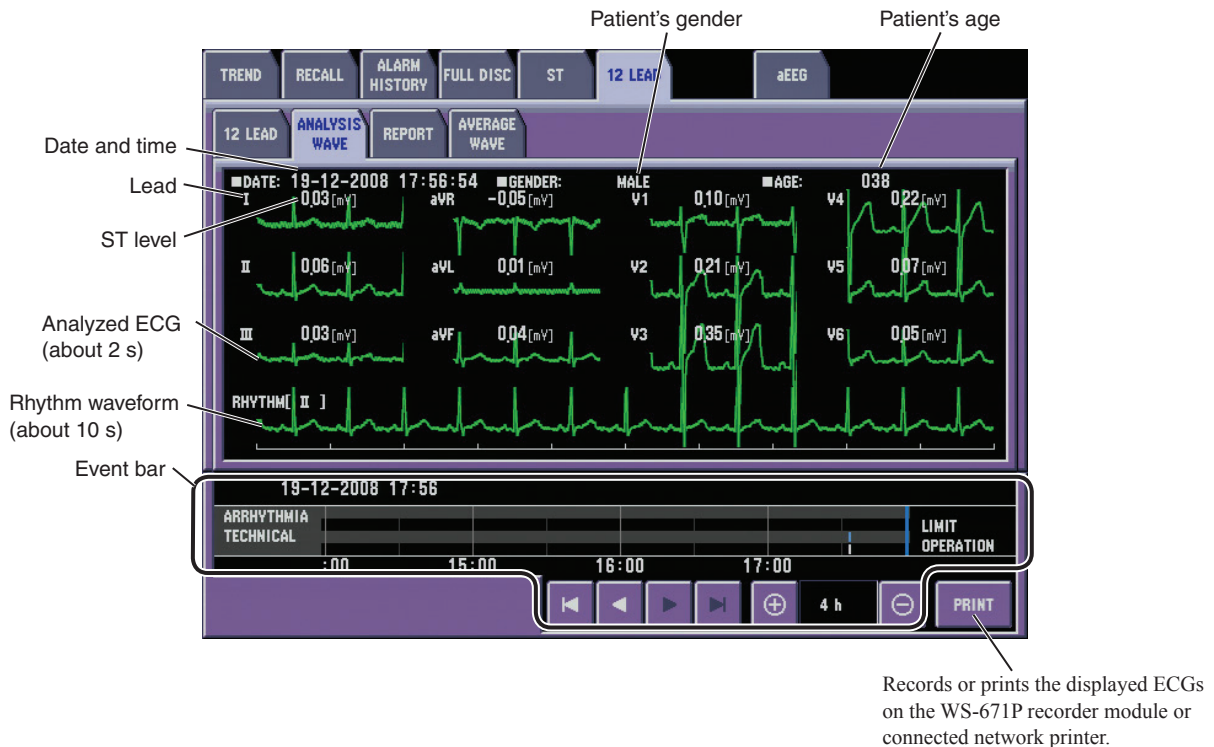 Patient's gender
Patient's age
TREND
RECALL
ALARM
HISTORY
FULL DISC
ST
12 LEAD
aEEG
12 LEAD
ANALYSIS
WAVE
REPORT
AVERAGE
WAVE
Date and time
Lead
ST level
Analyzed ECG
(about 2 s)
Rhythm waveform
(about 10 s)
Event bar
■DATE: 19-12-2008 17:56:54 ■GENDER: MALE ■AGE: 038
I 0.03[mV] aVR -0.05[mV] V1 0.10[mV] V4 0.22[mV]
II 0.06[mV] aVL 0.01[mV] V2 0.21[mV] V5 0.07[mV]
III 0.03[mV] aVF 0.04[mV] V3 0.35[mV] V6 0.05[mV]
RHYTHM[ II ]
19-12-2008 17:56
ARRHYTHMIA
TECHNICAL
LIMIT
OPERATION
:00 15:00 16:00 17:00
4 h
PRINT
Records or prints the displayed ECGs
on the WS-671P recorder module or
connected network printer.